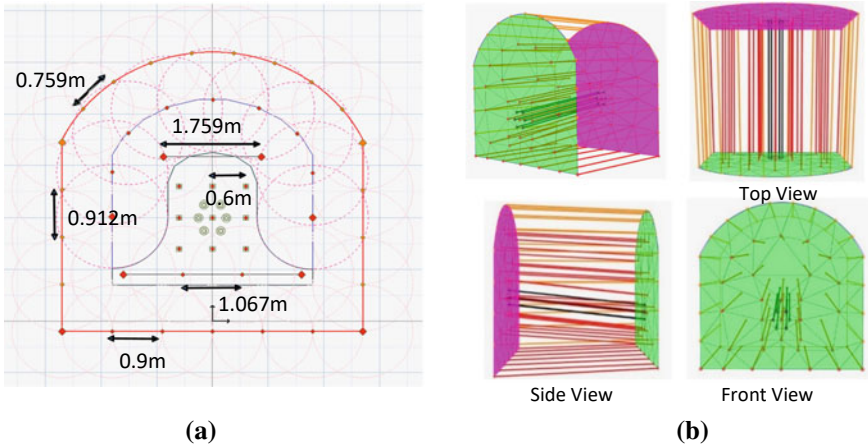 0.759m
1.759m
0.6m
0.912m
1.067m
0.9m
Top View
Side View
Front View
(a)
(b)